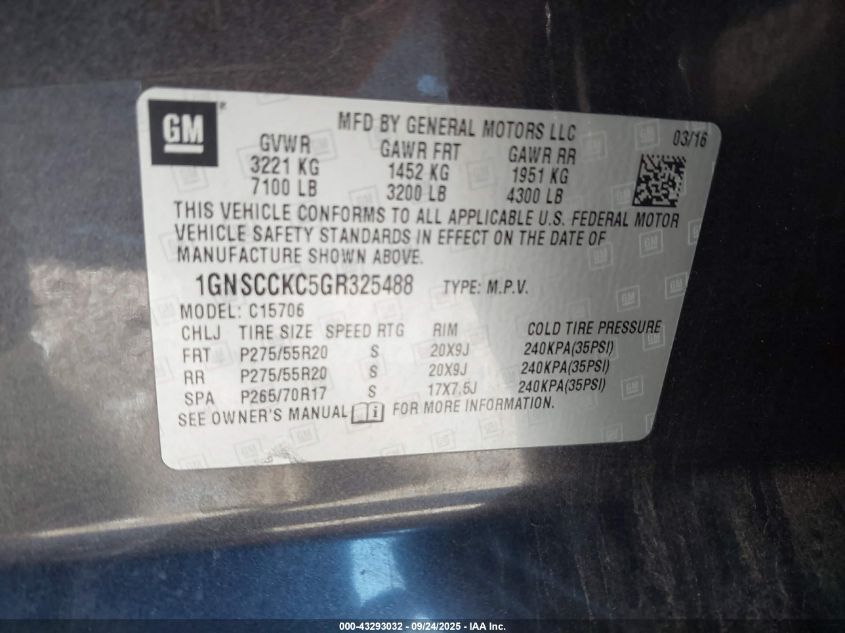 GM
MFD BY GENERAL MOTORS LLC
03/16
GVWR GAWR FRT GAWR RR
3221 KG 1452 KG 1951 KG
7100 LB 3200 LB 4300 LB
THIS VEHICLE CONFORMS TO ALL APPLICABLE U.S. FEDERAL MOTOR
VEHICLE SAFETY STANDARDS IN EFFECT ON THE DATE OF
MANUFACTURE SHOWN ABOVE.
1GNSCCKC5GR325488 TYPE: M.P.V.
MODEL: C15706
CHLJ TIRE SIZE SPEED RTG RIM COLD TIRE PRESSURE
FRT P275/55R20 S 20X9J 240KPA(35PSI)
RR P275/55R20 S 20X9J 240KPA(35PSI)
SPA P265/70R17 S 17X7.5J 240KPA(35PSI)
SEE OWNER'S MANUAL FOR MORE INFORMATION.
000-43293032 - 09/24/2025 - IAA Inc.